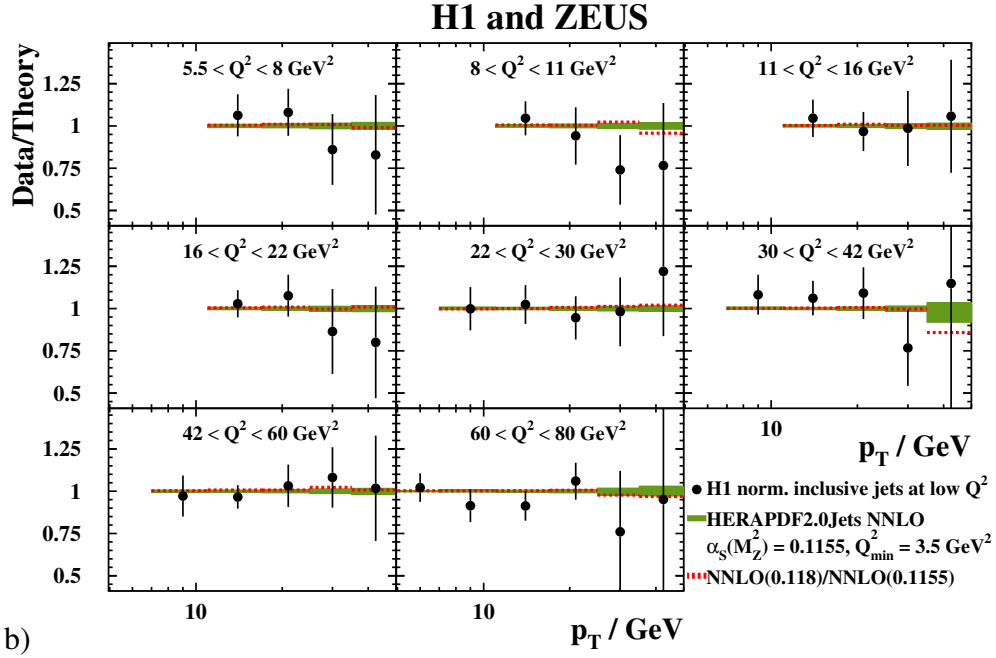 H1 and ZEUS
Data/Theory
5.5 < Q² < 8 GeV²
8 < Q² < 11 GeV²
11 < Q² < 16 GeV²
1.25
1
0.75
0.5
10
10
16 < Q² < 22 GeV²
22 < Q² < 30 GeV²
30 < Q² < 42 GeV²
1.25
1
0.75
0.5
10
p_T / GeV
42 < Q² < 60 GeV²
60 < Q² < 80 GeV²
1.25
1
0.75
0.5
10
10
p_T / GeV
H1 norm. inclusive jets at low Q²
HERAPDF2.0Jets NNLO
α_S(M_Z²) = 0.1155, Q²_min = 3.5 GeV²
NNLO(0.118)/NNLO(0.1155)
b)